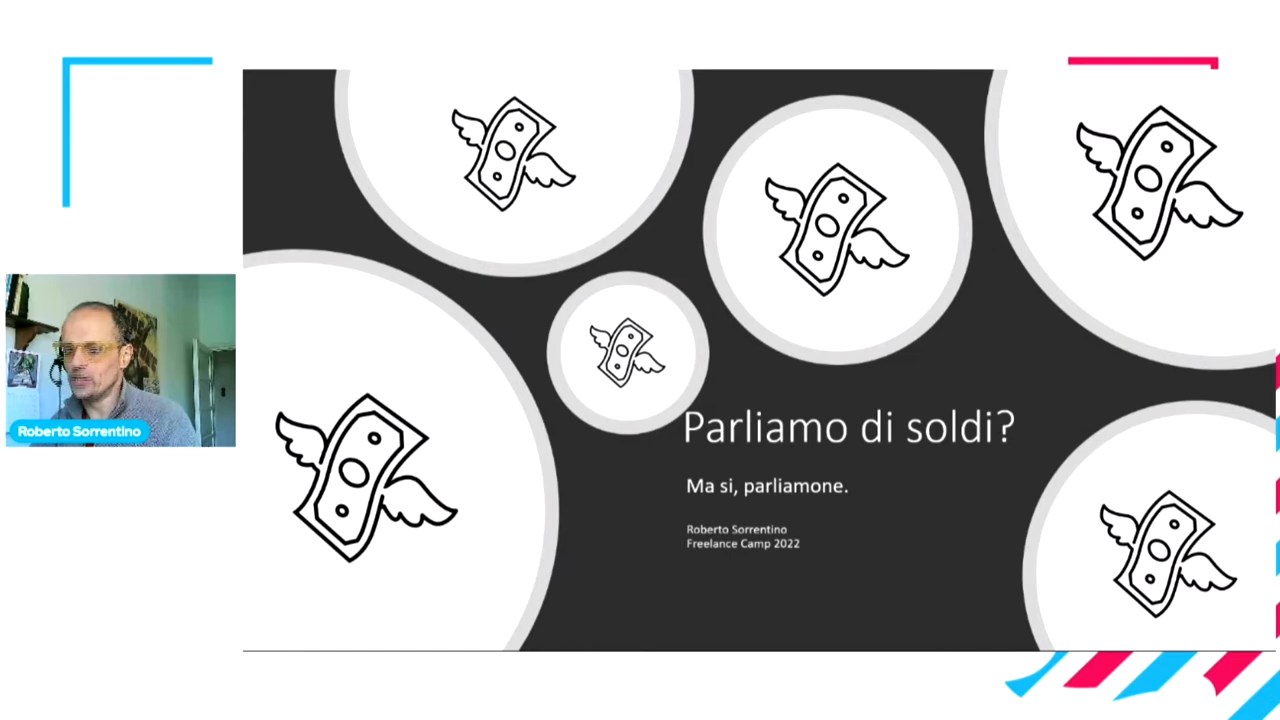 Roberto Sorrentino
Parliamo di soldi?
Ma si, parliamone.
Roberto Sorrentino
Freelance Camp 2022